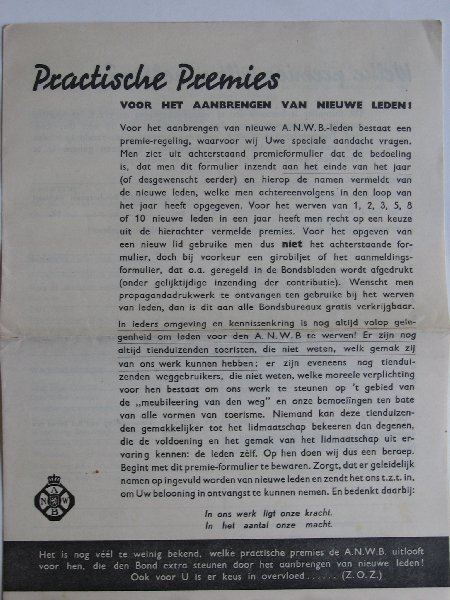 Practische Premies
VOOR HET AANBRENGEN VAN NIEUWE LEDEN!
Voor het aanbrengen van nieuwe A.N.W.B.-leden bestaat een
premie-regeling, waarvoor wij Uwe speciale aandacht vragen.
Men ziet uit achterstaand premieformulier dat de bedoeling
is, dat men dit formulier inzendt aan het einde van het jaar
(of desgewenscht eerder) en hierop de namen vermeldt van
de nieuwe leden, welke men achtereenvolgens in den loop van
het jaar heeft opgegeven. Voor het werven van 1, 2, 3, 5, 8
of 10 nieuwe leden in een jaar heeft men recht op een keuze
uit de hierachter vermelde premies. Voor het opgeven van
een nieuw lid gebruike men dus niet het achterstaande for-
mulier, doch bij voorkeur een girobiljet of het aanmeldings-
formulier, dat o.a. geregeld in de Bondsbladen wordt afgedrukt
(onder gelijktijdige inzending der contributie). Wenscht men
propagandadrukwerk te ontvangen ten gebruike bij het werven
van leden, dan is dit aan alle Bondsbureaux gratis verkrijgbaar.
In ieders omgeving en kennissenkring is nog altijd volop gele-
genheid om leden voor den A.N.W.B te werven! Er zijn nog
altijd tienduizenden toeristen, die niet weten, welk gemak zij
van ons werk kunnen hebben; er zijn eveneens nog tiendui-
zenden weggebruikers, die niet weten, welke moreele verplichting
voor hen bestaat om ons werk te steunen op 't gebied van
de „meubileering van den weg” en onze bemoeiingen ten bate
van alle vormen van toerisme. Niemand kan deze tienduizen-
den gemakkelijker tot het lidmaatschap bekeeren dan degenen,
die de voldoening en het gemak van het lidmaatschap uit er-
varing kennen: de leden zèlf. Op hen doen wij dus een beroep.
Begint met dit premie-formulier te bewaren. Zorgt, dat er geleidelijk
namen op ingevuld worden van nieuwe leden en zendt het ons t.z.t. in,
om Uw belooning in ontvangst te kunnen nemen. En bedenkt daarbij:
In ons werk ligt onze kracht.
In het aantal onze macht.
A
N W
B
Het is nog véél te weinig bekend, welke practische premies de A.N.W.B. uitlooft
voor hen, die den Bond extra steunen door het aanbrengen van nieuwe leden!
Ook voor U is er keus in overvloed...... (Z.O.Z.)